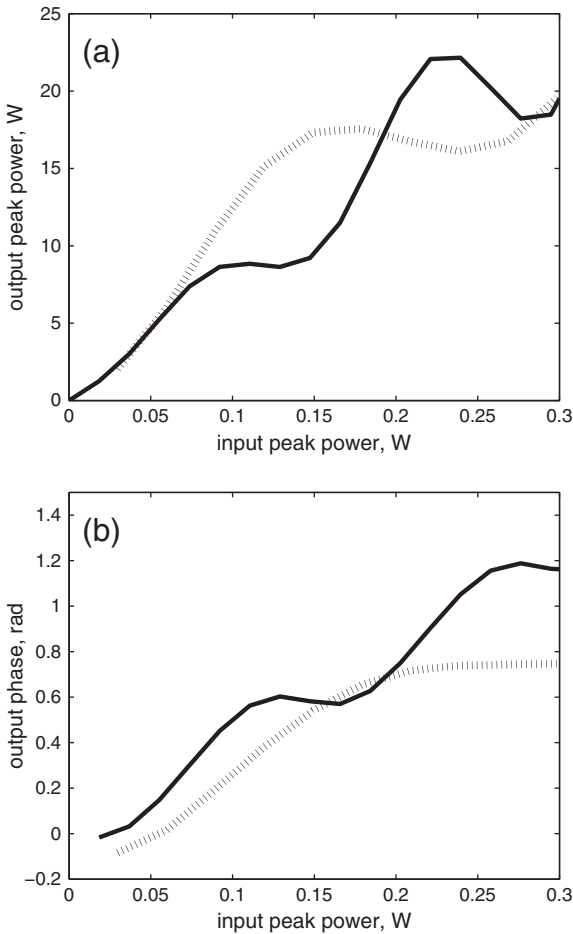 (a)
25
20
15
10
5
0
output peak power, W
0 0.05 0.1 0.15 0.2 0.25 0.3
input peak power, W
(b)
1.4
1.2
1
0.8
0.6
0.4
0.2
0
−0.2
output phase, rad
0 0.05 0.1 0.15 0.2 0.25 0.3
input peak power, W